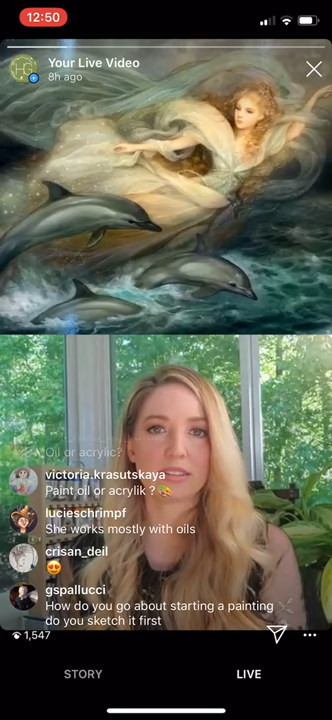 12:50
Your Live Video
8h ago
Oil or acrylic?
victoria.krasutskaya
Paint oil or acrylik ?
lucieschrimpf
She works mostly with oils
crisan_deil
gspallucci
How do you go about starting a painting
do you sketch it first
1,547
STORY
LIVE